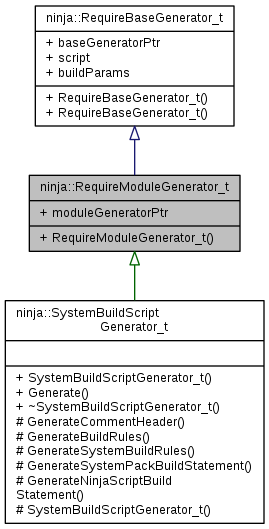 ninja::RequireBaseGenerator_t
+ baseGeneratorPtr
+ script
+ buildParams
+ RequireBaseGenerator_t()
+ RequireBaseGenerator_t()
ninja::RequireModuleGenerator_t
+ moduleGeneratorPtr
+ RequireModuleGenerator_t()
ninja::SystemBuildScript
Generator_t
+ SystemBuildScriptGenerator_t()
+ Generate()
+ ~SystemBuildScriptGenerator_t()
# GenerateCommentHeader()
# GenerateBuildRules()
# GenerateSystemBuildRules()
# GenerateSystemPackBuildStatement()
# GenerateNinjaScriptBuild
Statement()
# SystemBuildScriptGenerator_t()